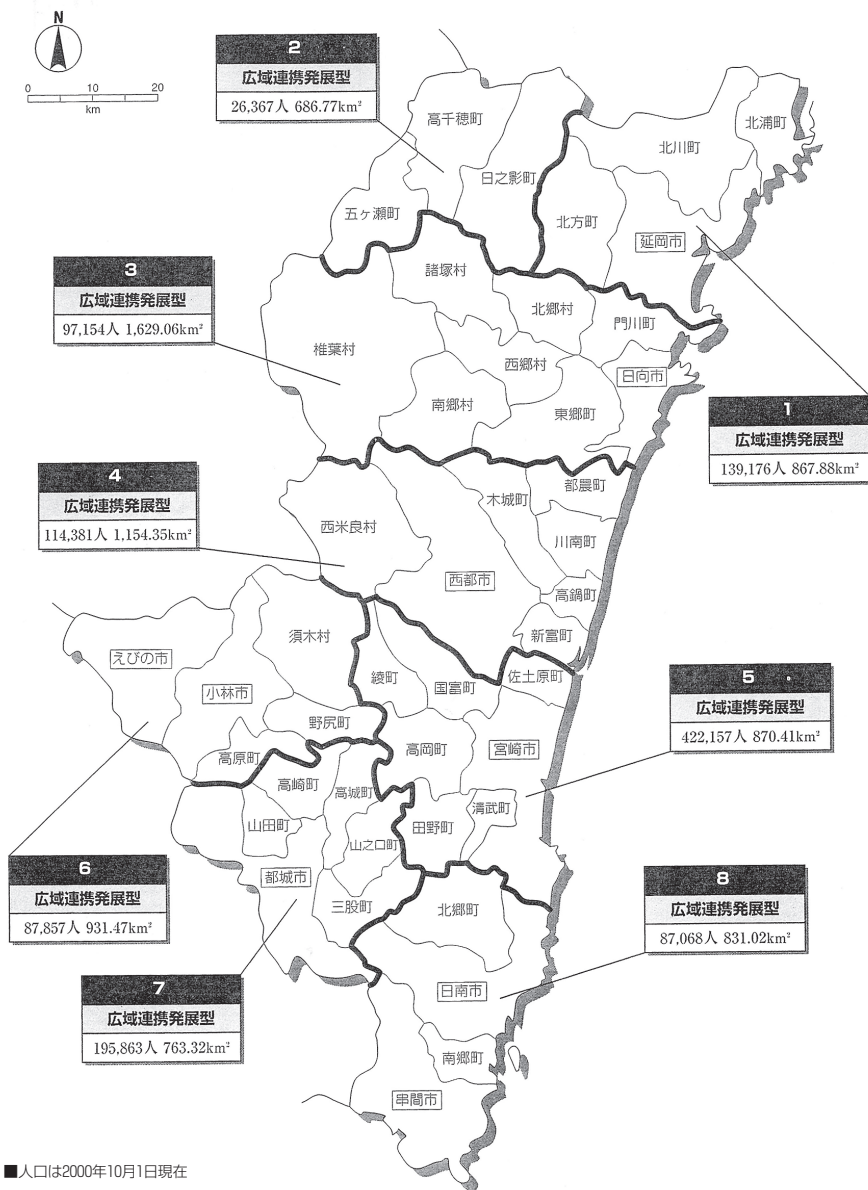 N
0 10 20
km
2
広域連携発展型
26,367人 686.77km²
高千穂町
日之影町
五ヶ瀬町
北川町
北浦町
北方町
延岡市
3
広域連携発展型
97,154人 1,629.06km²
諸塚村
北郷村
門川町
椎葉村
西郷村
日向市
南郷村
東郷町
1
広域連携発展型
139,176人 867.88km²
4
広域連携発展型
114,381人 1,154.35km²
木城町
都農町
西米良村
川南町
西都市
高鍋町
新富町
須木村
えびの市
小林市
綾町
国富町
佐土原町
野尻町
高原町
高岡町
宮崎市
5
広域連携発展型
422,157人 870.41km²
高崎町
高城町
山田町
山之口町
田野町
清武町
都城市
三股町
6
広域連携発展型
87,857人 931.47km²
8
広域連携発展型
87,068人 831.02km²
北郷町
7
広域連携発展型
195,863人 763.32km²
日南市
南郷町
串間市
■人口は2000年10月1日現在